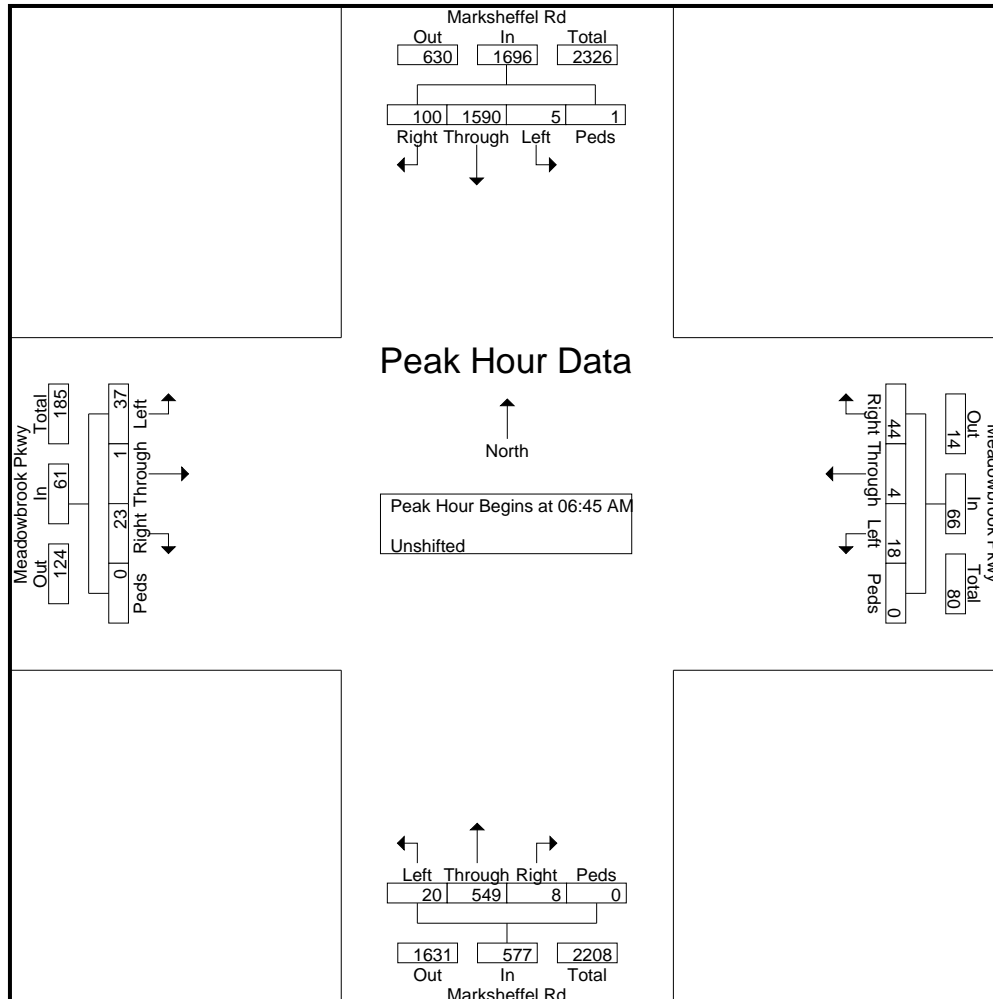 Marksheffel Rd
Out In Total
630 1696 2326
100 1590 5 1
Right Through Left Peds
Peak Hour Data
North
Peak Hour Begins at 06:45 AM
Unshifted
Meadowbrook Pkwy
Total In Out
185 61 124
37 1 23 0
Left Through Right Peds
Right Through Left Peds
44 4 18 0
14 66 80
Out In Total
Meadowbrook Pkwy
Left Through Right Peds
20 549 8 0
1631 577 2208
Out In Total
Marksheffel Rd